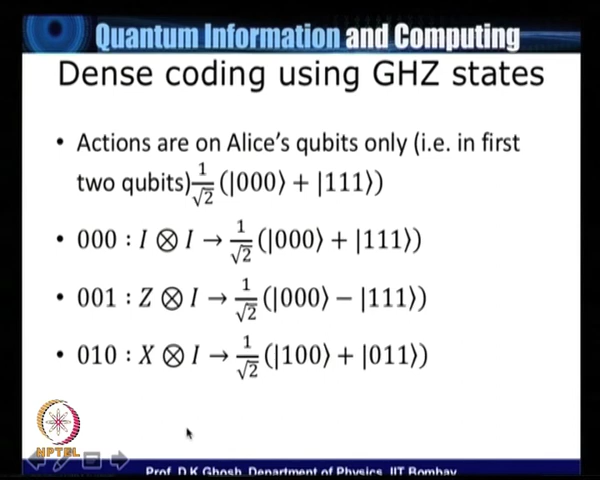 Quantum Information and Computing
Dense coding using GHZ states
• Actions are on Alice's qubits only (i.e. in first
two qubits) 1/√2 (|000⟩ + |111⟩)
• 000 : I ⊗ I → 1/√2 (|000⟩ + |111⟩)
• 001 : Z ⊗ I → 1/√2 (|000⟩ − |111⟩)
• 010 : X ⊗ I → 1/√2 (|100⟩ + |011⟩)
NPTEL
Prof. D K Ghosh, Department of Physics, IIT Bombay